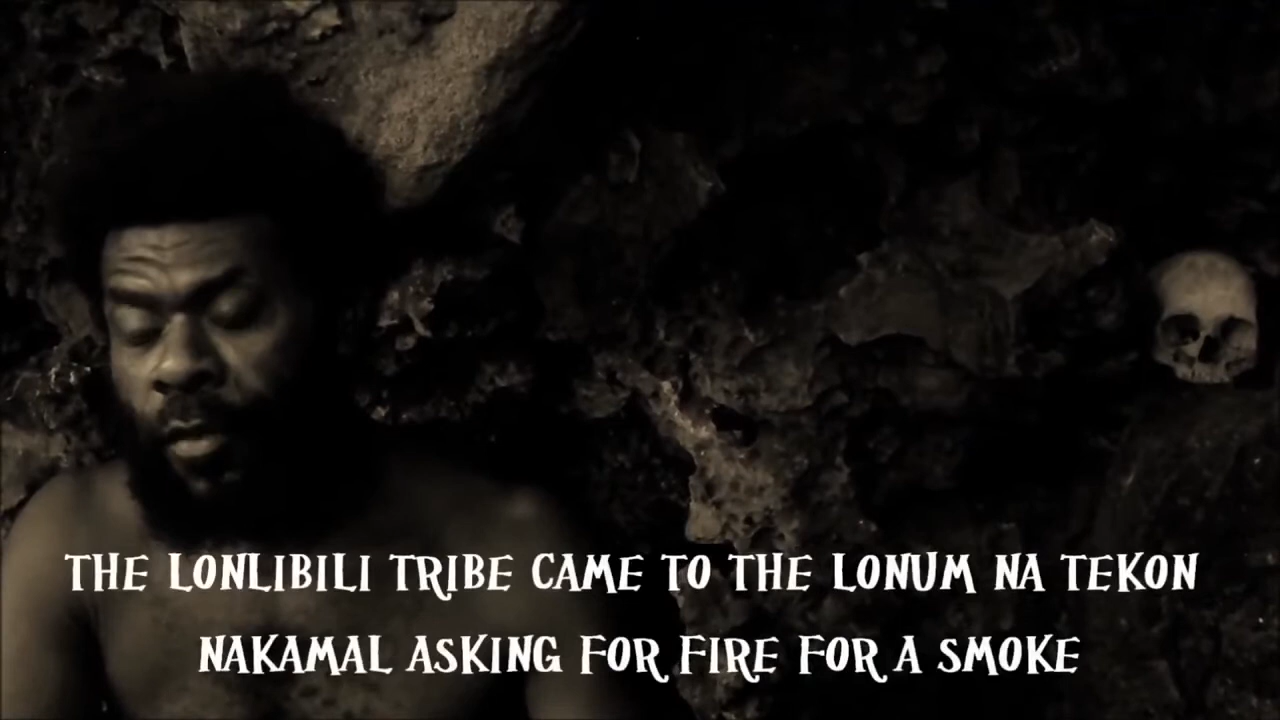 THE LONLIBILI TRIBE CAME TO THE LONUM NA TEKON
NAKAMAL ASKING FOR FIRE FOR A SMOKE